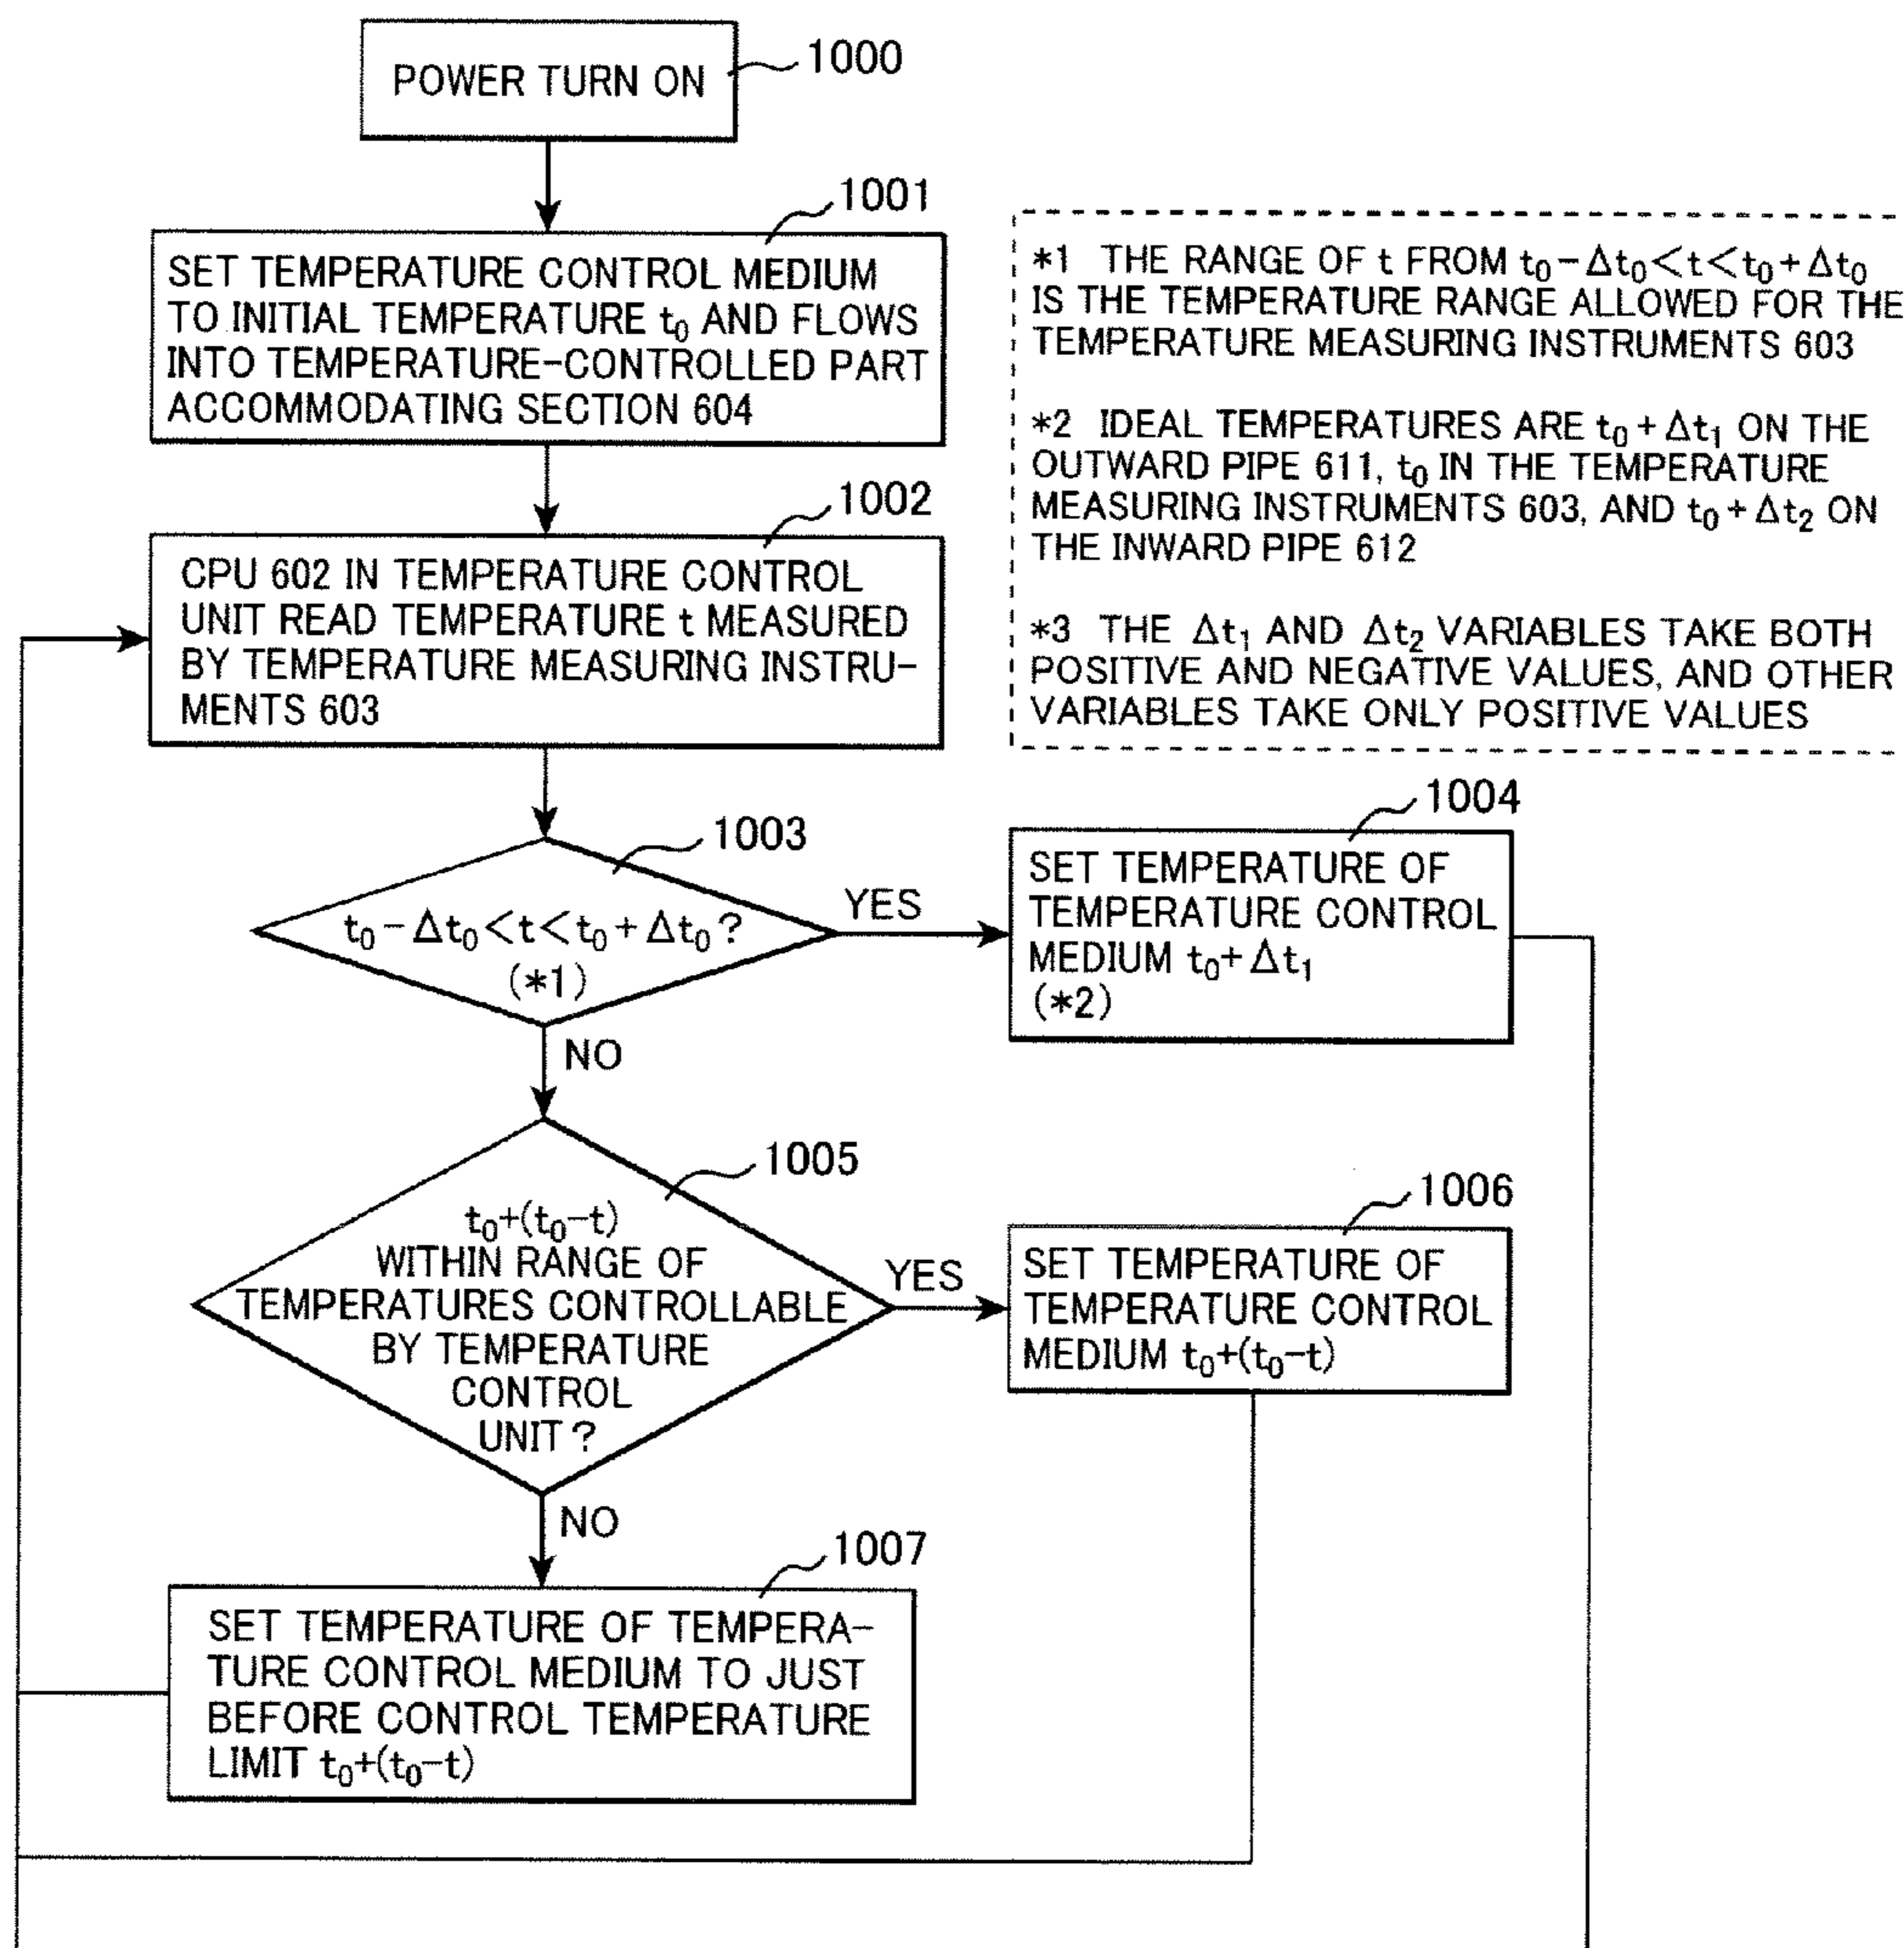 POWER TURN ON
1000
1001
SET TEMPERATURE CONTROL MEDIUM
TO INITIAL TEMPERATURE t₀ AND FLOWS
INTO TEMPERATURE-CONTROLLED PART
ACCOMMODATING SECTION 604
*1 THE RANGE OF t FROM t₀-Δt₀<t<t₀+Δt₀
IS THE TEMPERATURE RANGE ALLOWED FOR THE
TEMPERATURE MEASURING INSTRUMENTS 603
*2 IDEAL TEMPERATURES ARE t₀+Δt₁ ON THE
OUTWARD PIPE 611, t₀ IN THE TEMPERATURE
MEASURING INSTRUMENTS 603, AND t₀+Δt₂ ON
THE INWARD PIPE 612
*3 THE Δt₁ AND Δt₂ VARIABLES TAKE BOTH
POSITIVE AND NEGATIVE VALUES, AND OTHER
VARIABLES TAKE ONLY POSITIVE VALUES
1002
CPU 602 IN TEMPERATURE CONTROL
UNIT READ TEMPERATURE t MEASURED
BY TEMPERATURE MEASURING INSTRU-
MENTS 603
1003
t₀-Δt₀<t<t₀+Δt₀?
(*1)
YES
NO
1004
SET TEMPERATURE OF
TEMPERATURE CONTROL
MEDIUM t₀+Δt₁
(*2)
1005
t₀+(t₀-t)
WITHIN RANGE OF
TEMPERATURES CONTROLLABLE
BY TEMPERATURE
CONTROL
UNIT?
YES
NO
1006
SET TEMPERATURE OF
TEMPERATURE CONTROL
MEDIUM t₀+(t₀-t)
1007
SET TEMPERATURE OF TEMPERA-
TURE CONTROL MEDIUM TO JUST
BEFORE CONTROL TEMPERATURE
LIMIT t₀+(t₀-t)